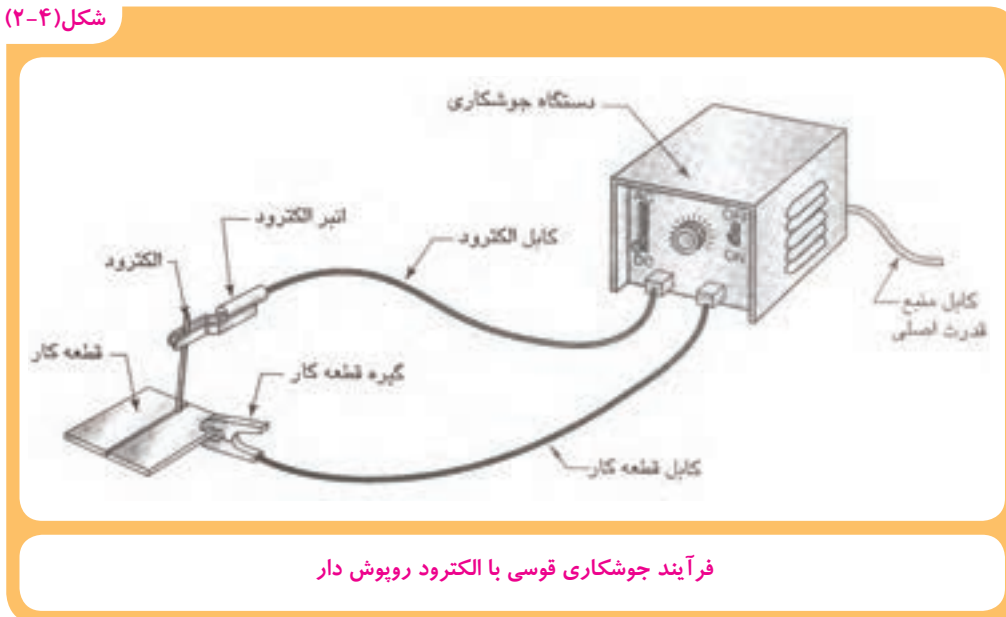 شکل(۴-۲)
دستگاه جوشکاری
انبر الکترود
کابل الکترود
الکترود
کابل منبع
قدرت اصلی
قطعه کار
گیره قطعه کار
کابل قطعه کار
DC
ON
فرآیند جوشکاری قوسی با الکترود روپوش دار